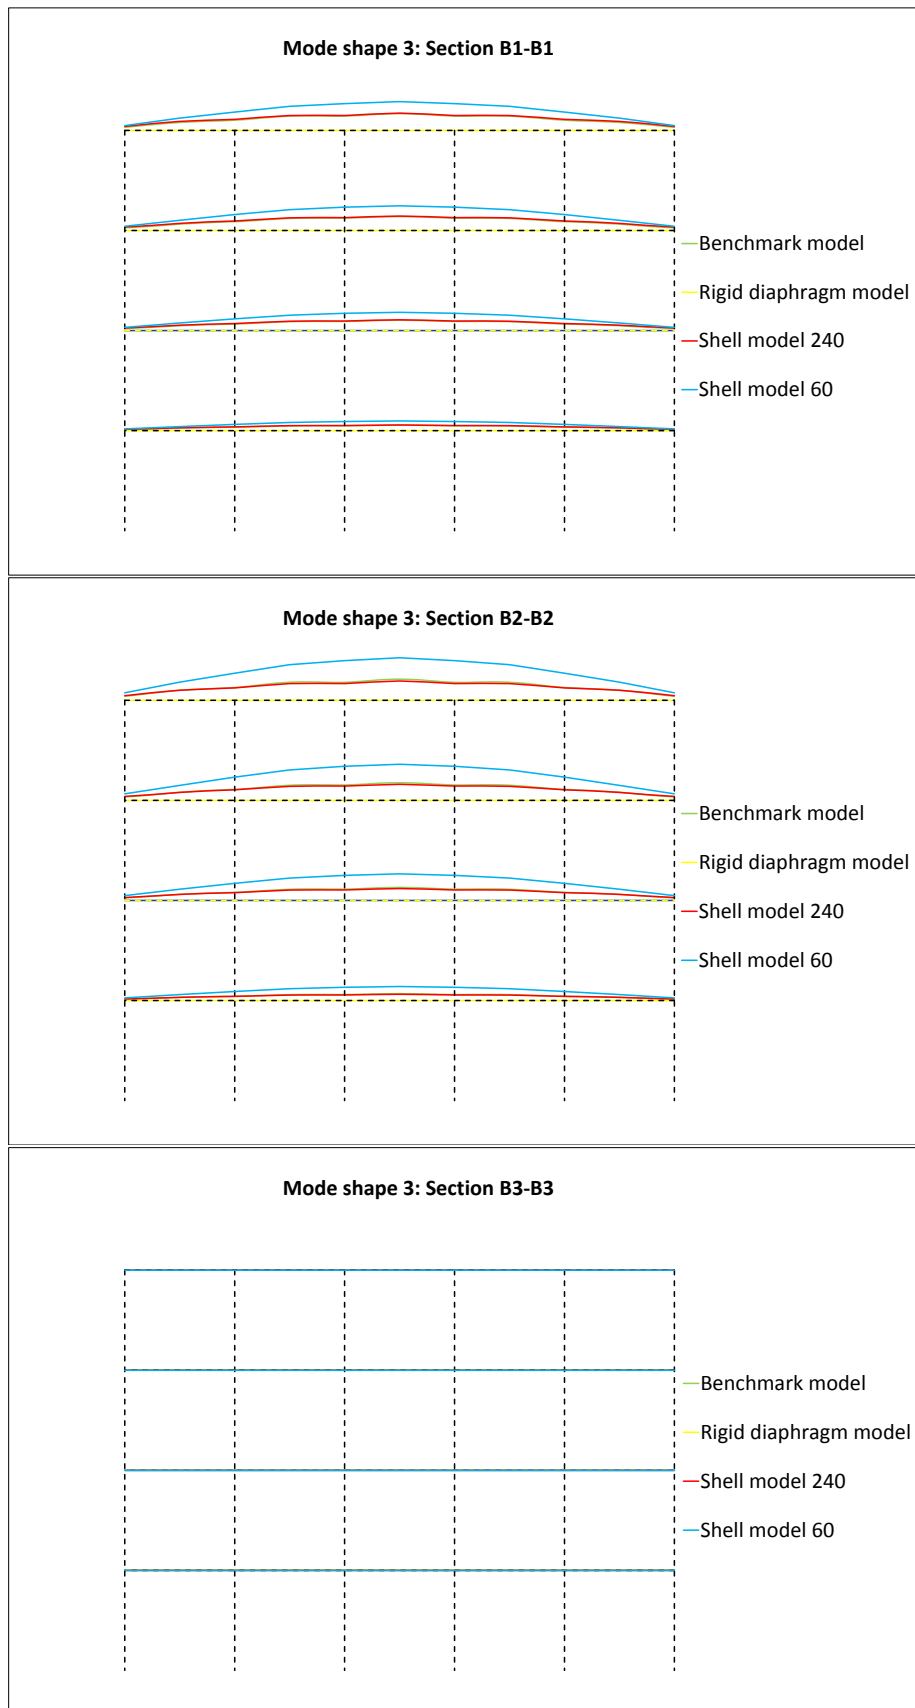 Mode shape 3: Section B1-B1
Benchmark model
Rigid diaphragm model
Shell model 240
Shell model 60
Mode shape 3: Section B2-B2
Benchmark model
Rigid diaphragm model
Shell model 240
Shell model 60
Mode shape 3: Section B3-B3
Benchmark model
Rigid diaphragm model
Shell model 240
Shell model 60